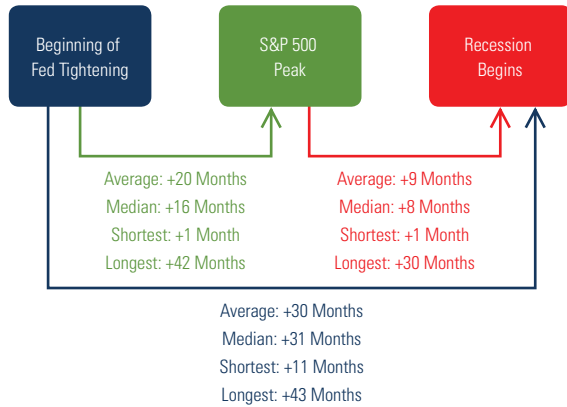 Beginning of
Fed Tightening
S&P 500
Peak
Recession
Begins
Average: +20 Months
Median: +16 Months
Shortest: +1 Month
Longest: +42 Months
Average: +9 Months
Median: +8 Months
Shortest: +1 Month
Longest: +30 Months
Average: +30 Months
Median: +31 Months
Shortest: +11 Months
Longest: +43 Months